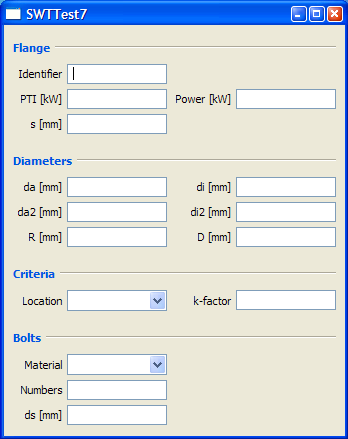 SWTTest7
Flange
Identifier
PTI [kW] Power [kW]
s [mm]
Diameters
da [mm] di [mm]
da2 [mm] di2 [mm]
R [mm] D [mm]
Criteria
Location k-factor
Bolts
Material
Numbers
ds [mm]